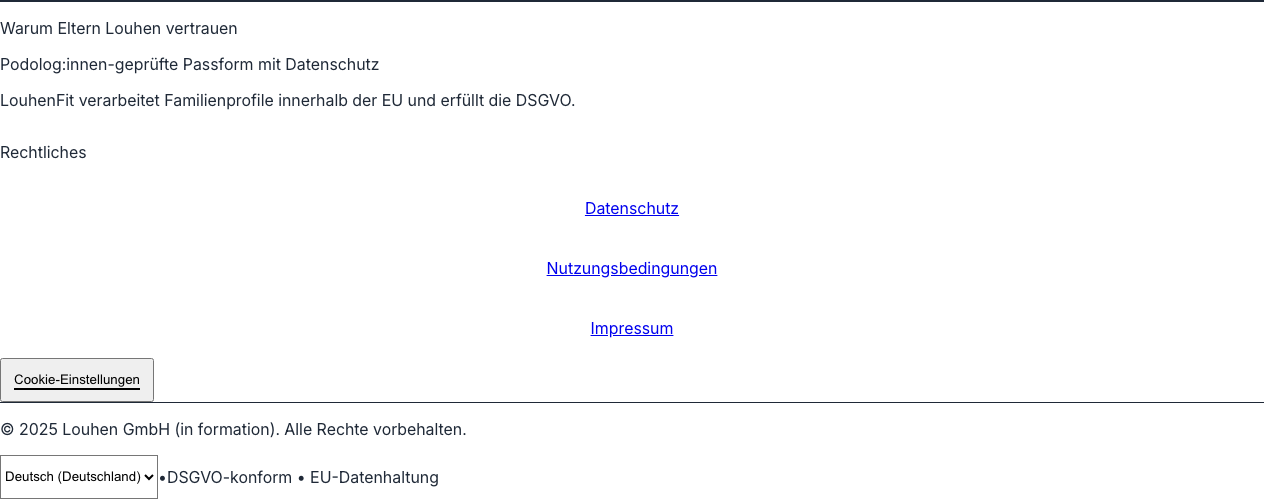 Warum Eltern Louhen vertrauen
Podolog:innen-geprüfte Passform mit Datenschutz
LouhenFit verarbeitet Familienprofile innerhalb der EU und erfüllt die DSGVO.
Rechtliches
Datenschutz
Nutzungsbedingungen
Impressum
Cookie-Einstellungen
© 2025 Louhen GmbH (in formation). Alle Rechte vorbehalten.
Deutsch (Deutschland) •DSGVO-konform • EU-Datenhaltung